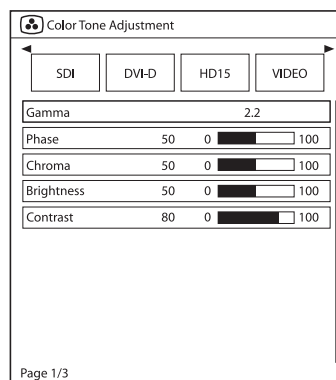 Color Tone Adjustment
SDI DVI-D HD15 VIDEO
Gamma 2.2
Phase 50 0 100
Chroma 50 0 100
Brightness 50 0 100
Contrast 80 0 100
Page 1/3